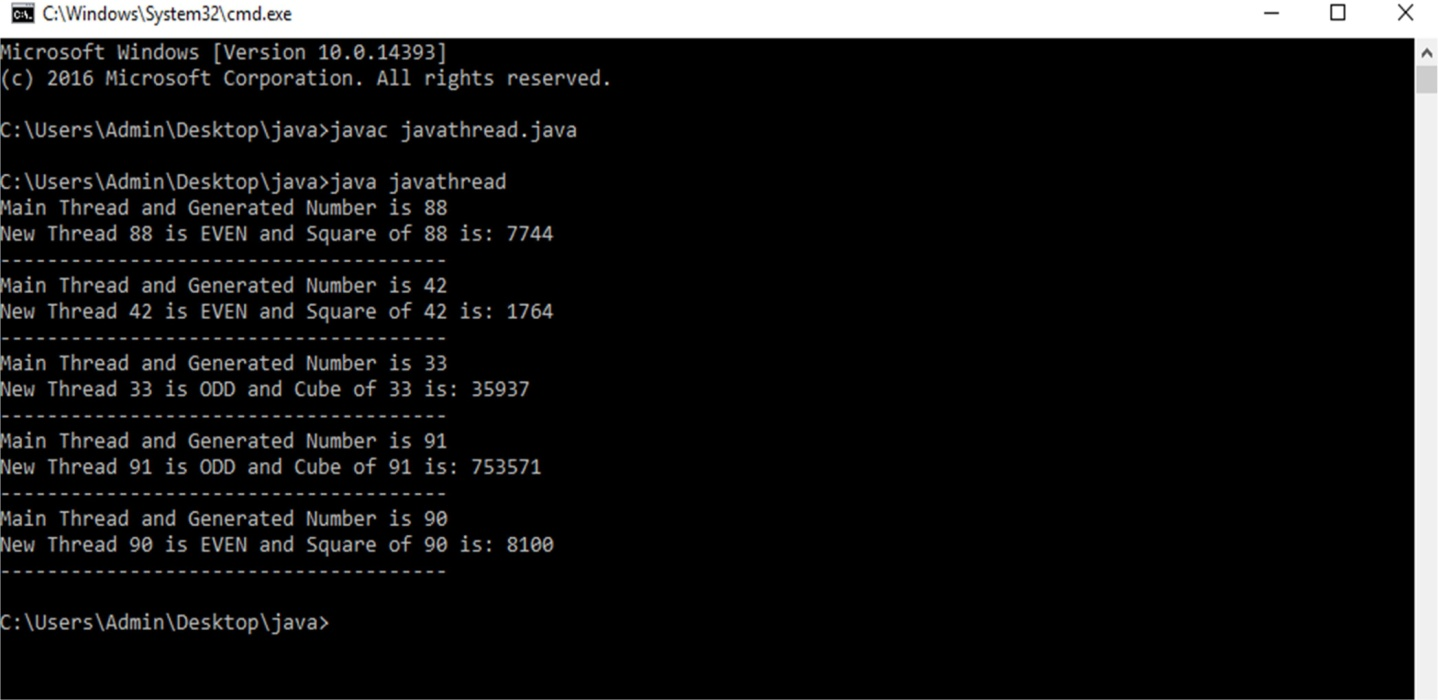 C:\Windows\System32\cmd.exe
Microsoft Windows [Version 10.0.14393]
(c) 2016 Microsoft Corporation. All rights reserved.
C:\Users\Admin\Desktop\java>javac javathread.java
C:\Users\Admin\Desktop\java>java javathread
Main Thread and Generated Number is 88
New Thread 88 is EVEN and Square of 88 is: 7744
--------------------------------------
Main Thread and Generated Number is 42
New Thread 42 is EVEN and Square of 42 is: 1764
--------------------------------------
Main Thread and Generated Number is 33
New Thread 33 is ODD and Cube of 33 is: 35937
--------------------------------------
Main Thread and Generated Number is 91
New Thread 91 is ODD and Cube of 91 is: 753571
--------------------------------------
Main Thread and Generated Number is 90
New Thread 90 is EVEN and Square of 90 is: 8100
--------------------------------------
C:\Users\Admin\Desktop\java>